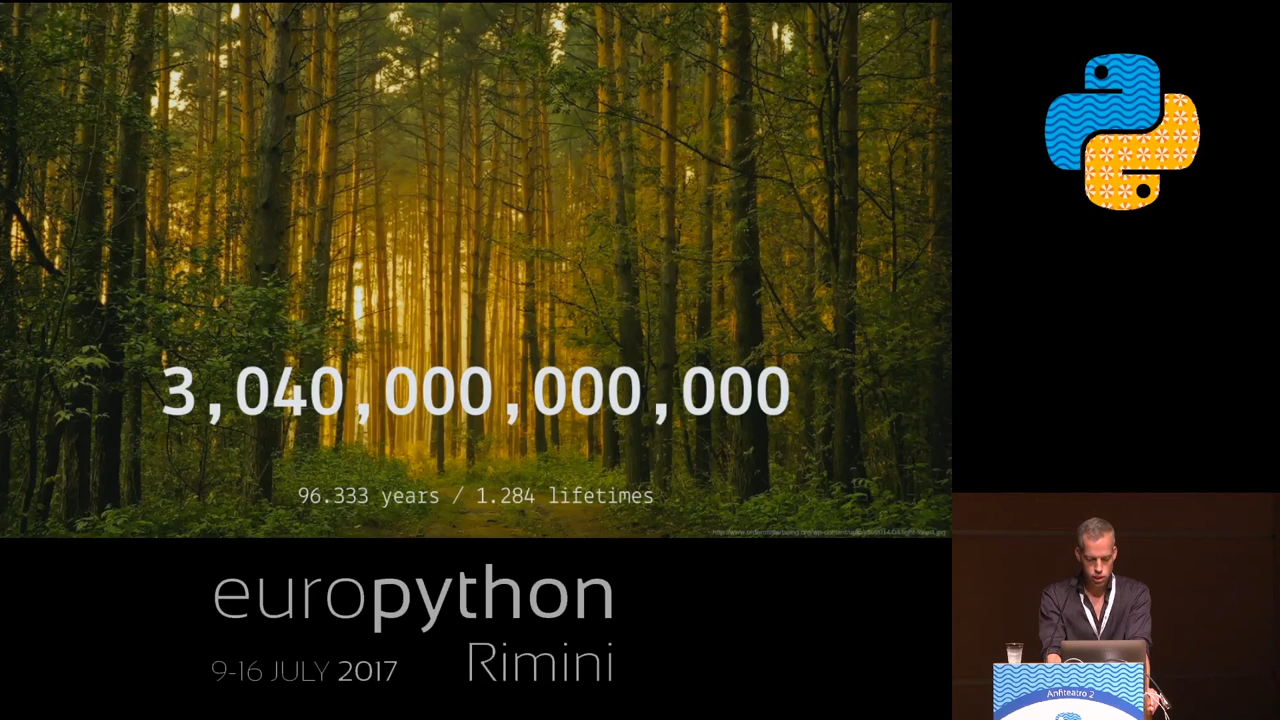 3,040,000,000,000
96.333 years / 1.284 lifetimes
europython
9-16 JULY 2017
Rimini
Anfiteatro 2